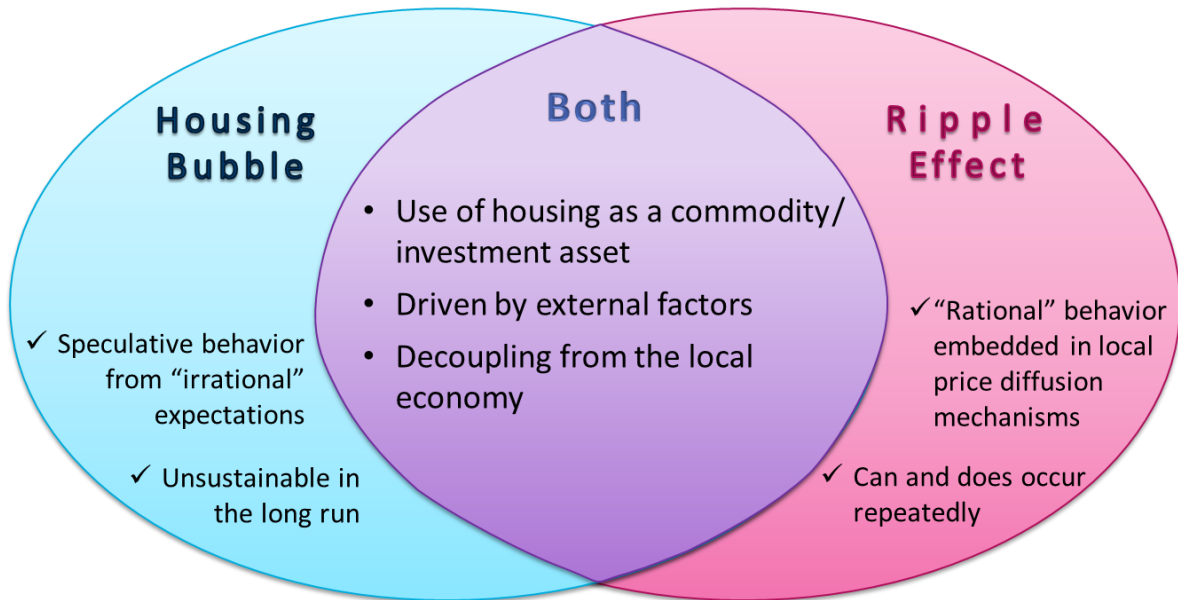 Housing
Bubble
✓ Speculative behavior
from “irrational”
expectations
✓ Unsustainable in
the long run
Both
• Use of housing as a commodity/
investment asset
• Driven by external factors
• Decoupling from the local
economy
Ripple
Effect
✓ “Rational” behavior
embedded in local
price diffusion
mechanisms
✓ Can and does occur
repeatedly